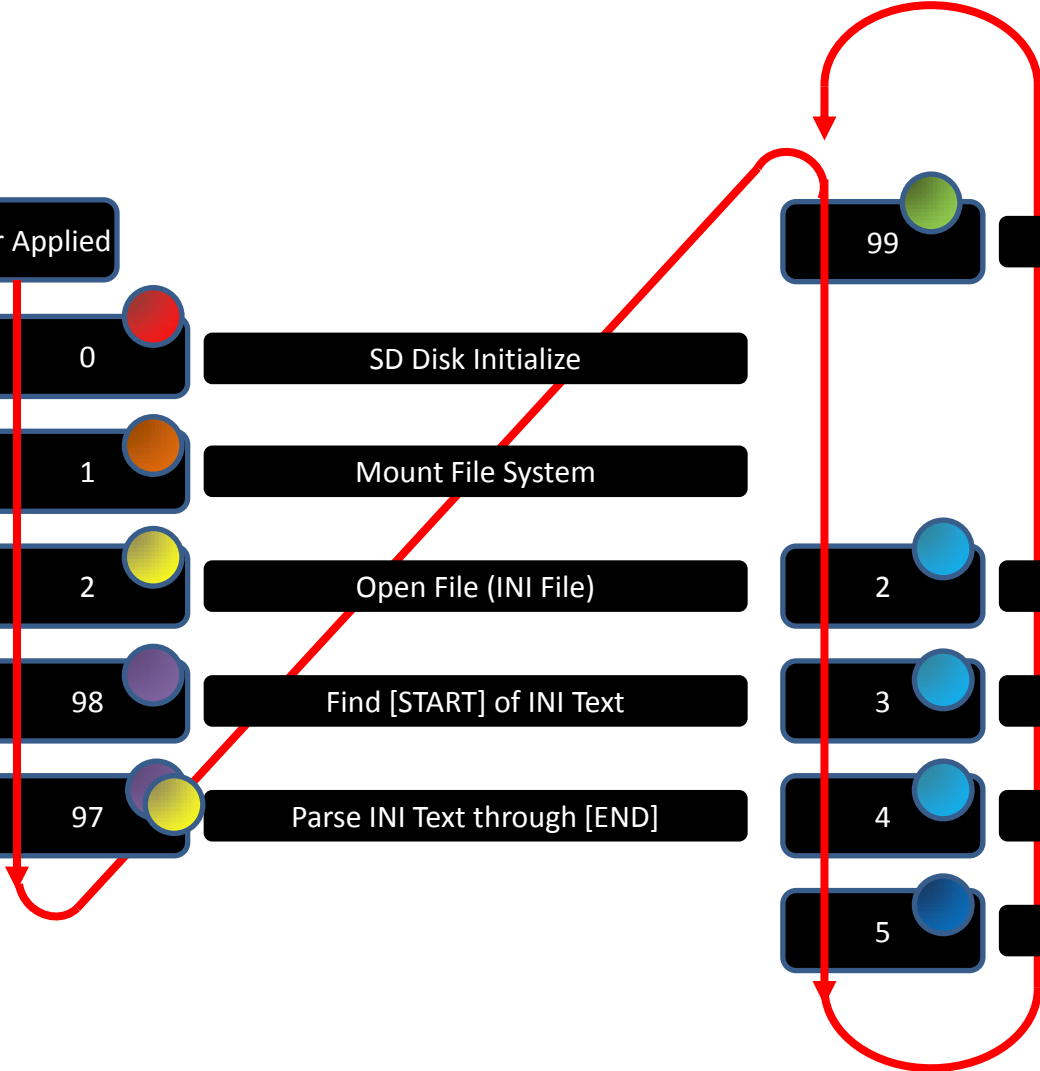 r Applied
0
SD Disk Initialize
1
Mount File System
2
Open File (INI File)
98
Find [START] of INI Text
97
Parse INI Text through [END]
99
2
3
4
5